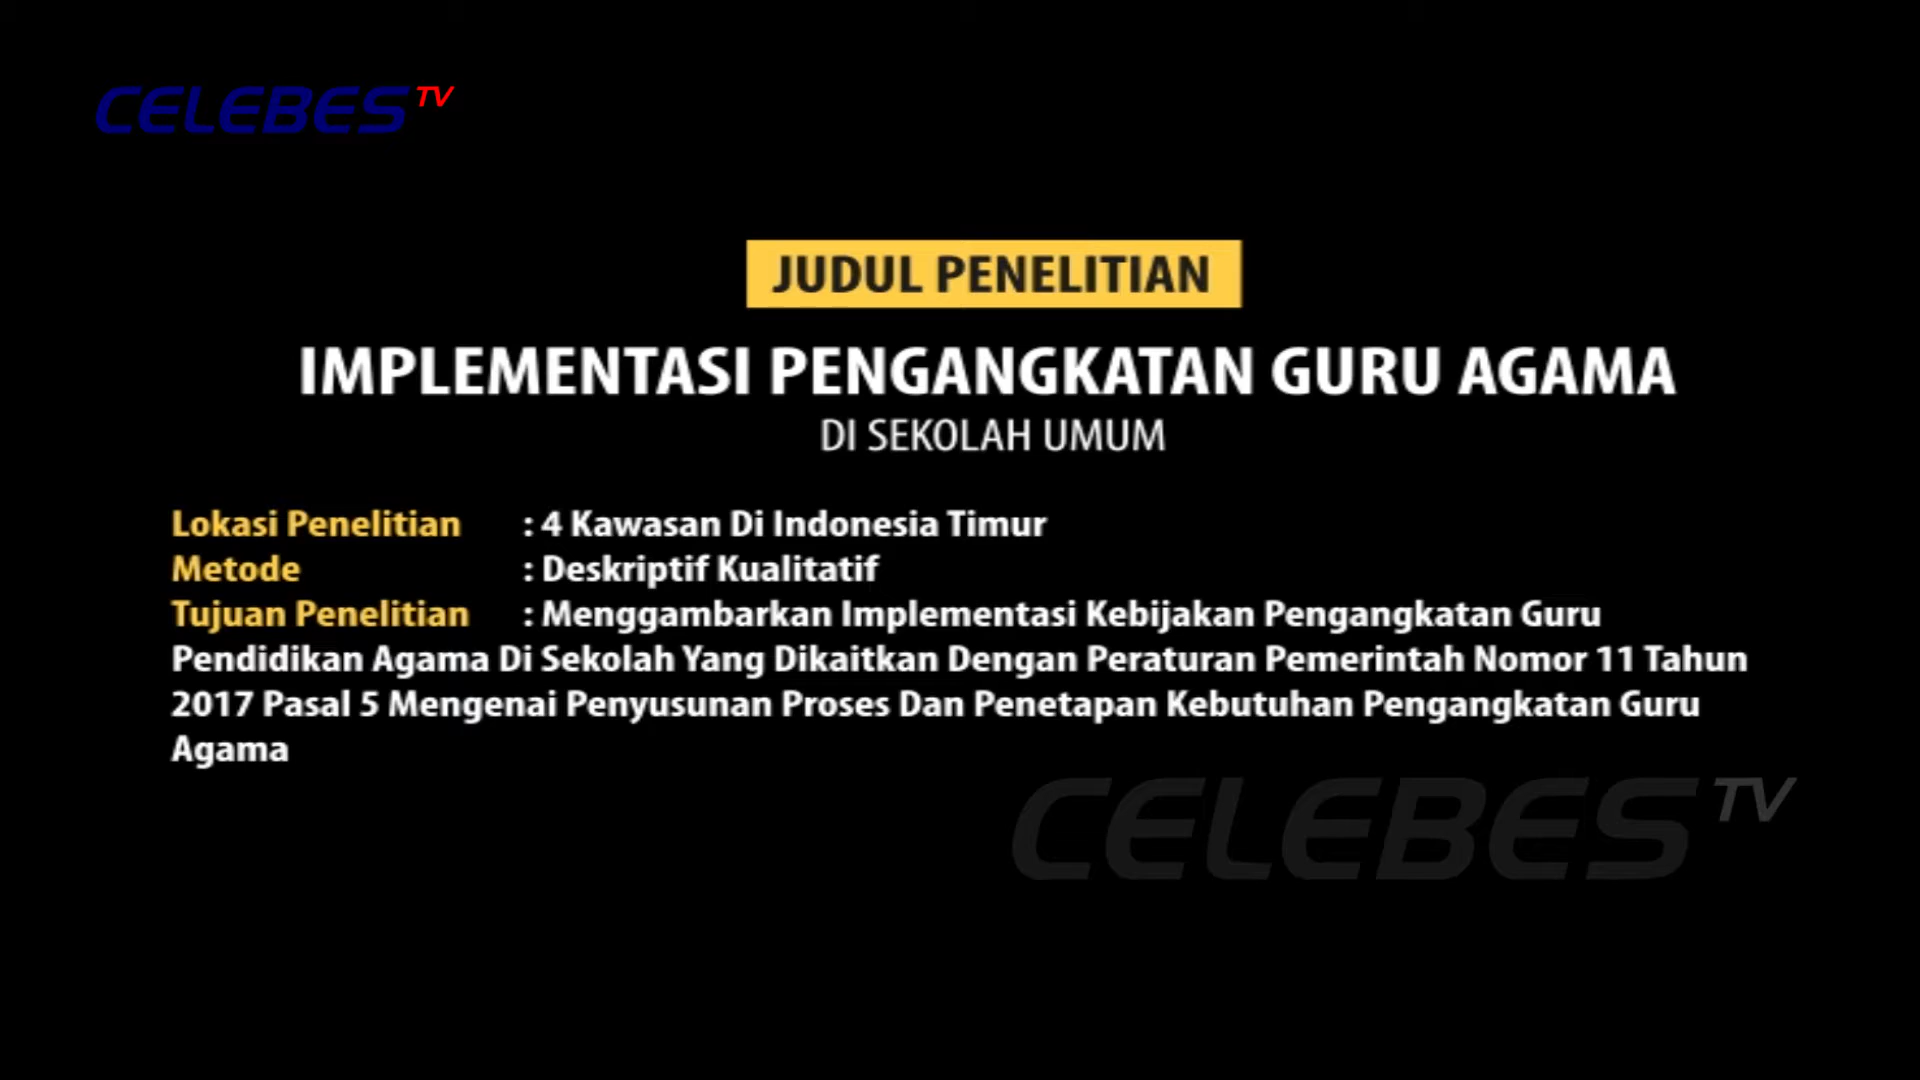 CELEBES TV
JUDUL PENELITIAN
IMPLEMENTASI PENGANGKATAN GURU AGAMA
DI SEKOLAH UMUM
Lokasi Penelitian : 4 Kawasan Di Indonesia Timur
Metode : Deskriptif Kualitatif
Tujuan Penelitian : Menggambarkan Implementasi Kebijakan Pengangkatan Guru
Pendidikan Agama Di Sekolah Yang Dikaitkan Dengan Peraturan Pemerintah Nomor 11 Tahun
2017 Pasal 5 Mengenai Penyusunan Proses Dan Penetapan Kebutuhan Pengangkatan Guru
Agama
CELEBES TV